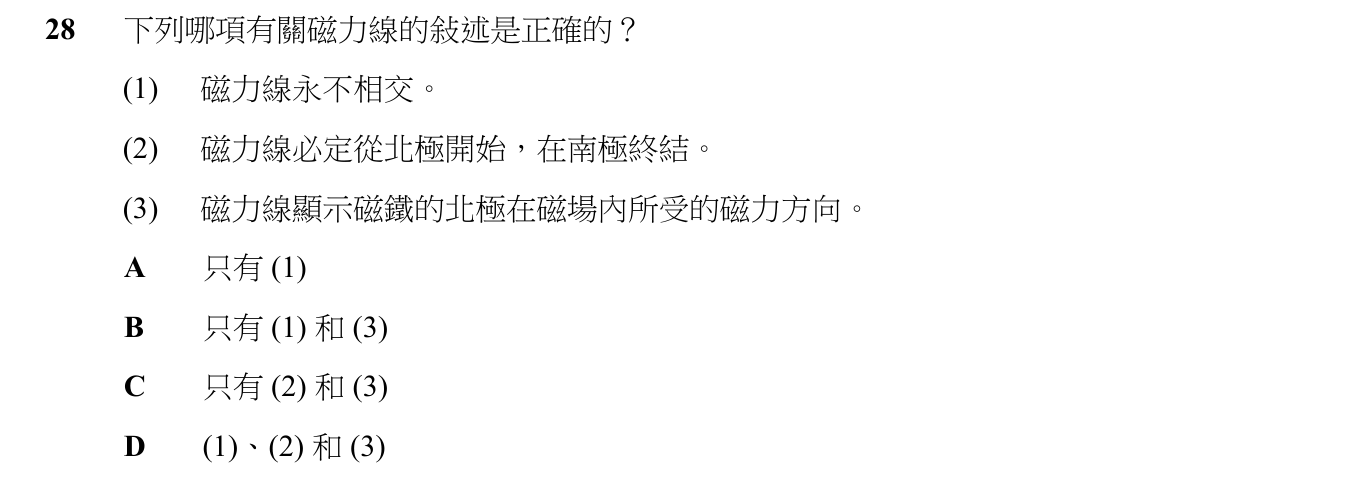 28 下列哪項有關磁力線的敍述是正確的？
(1) 磁力線永不相交。
(2) 磁力線必定從北極開始，在南極終結。
(3) 磁力線顯示磁鐵的北極在磁場內所受的磁力方向。
A 只有 (1)
B 只有 (1) 和 (3)
C 只有 (2) 和 (3)
D (1)、(2) 和 (3)